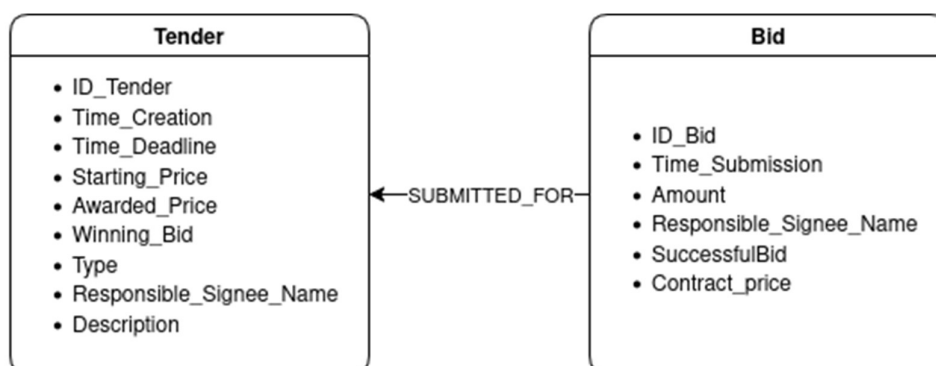 Tender
ID_Tender
Time_Creation
Time_Deadline
Starting_Price
Awarded_Price
Winning_Bid
Type
Responsible_Signee_Name
Description
SUBMITTED_FOR
Bid
ID_Bid
Time_Submission
Amount
Responsible_Signee_Name
SuccessfulBid
Contract_price